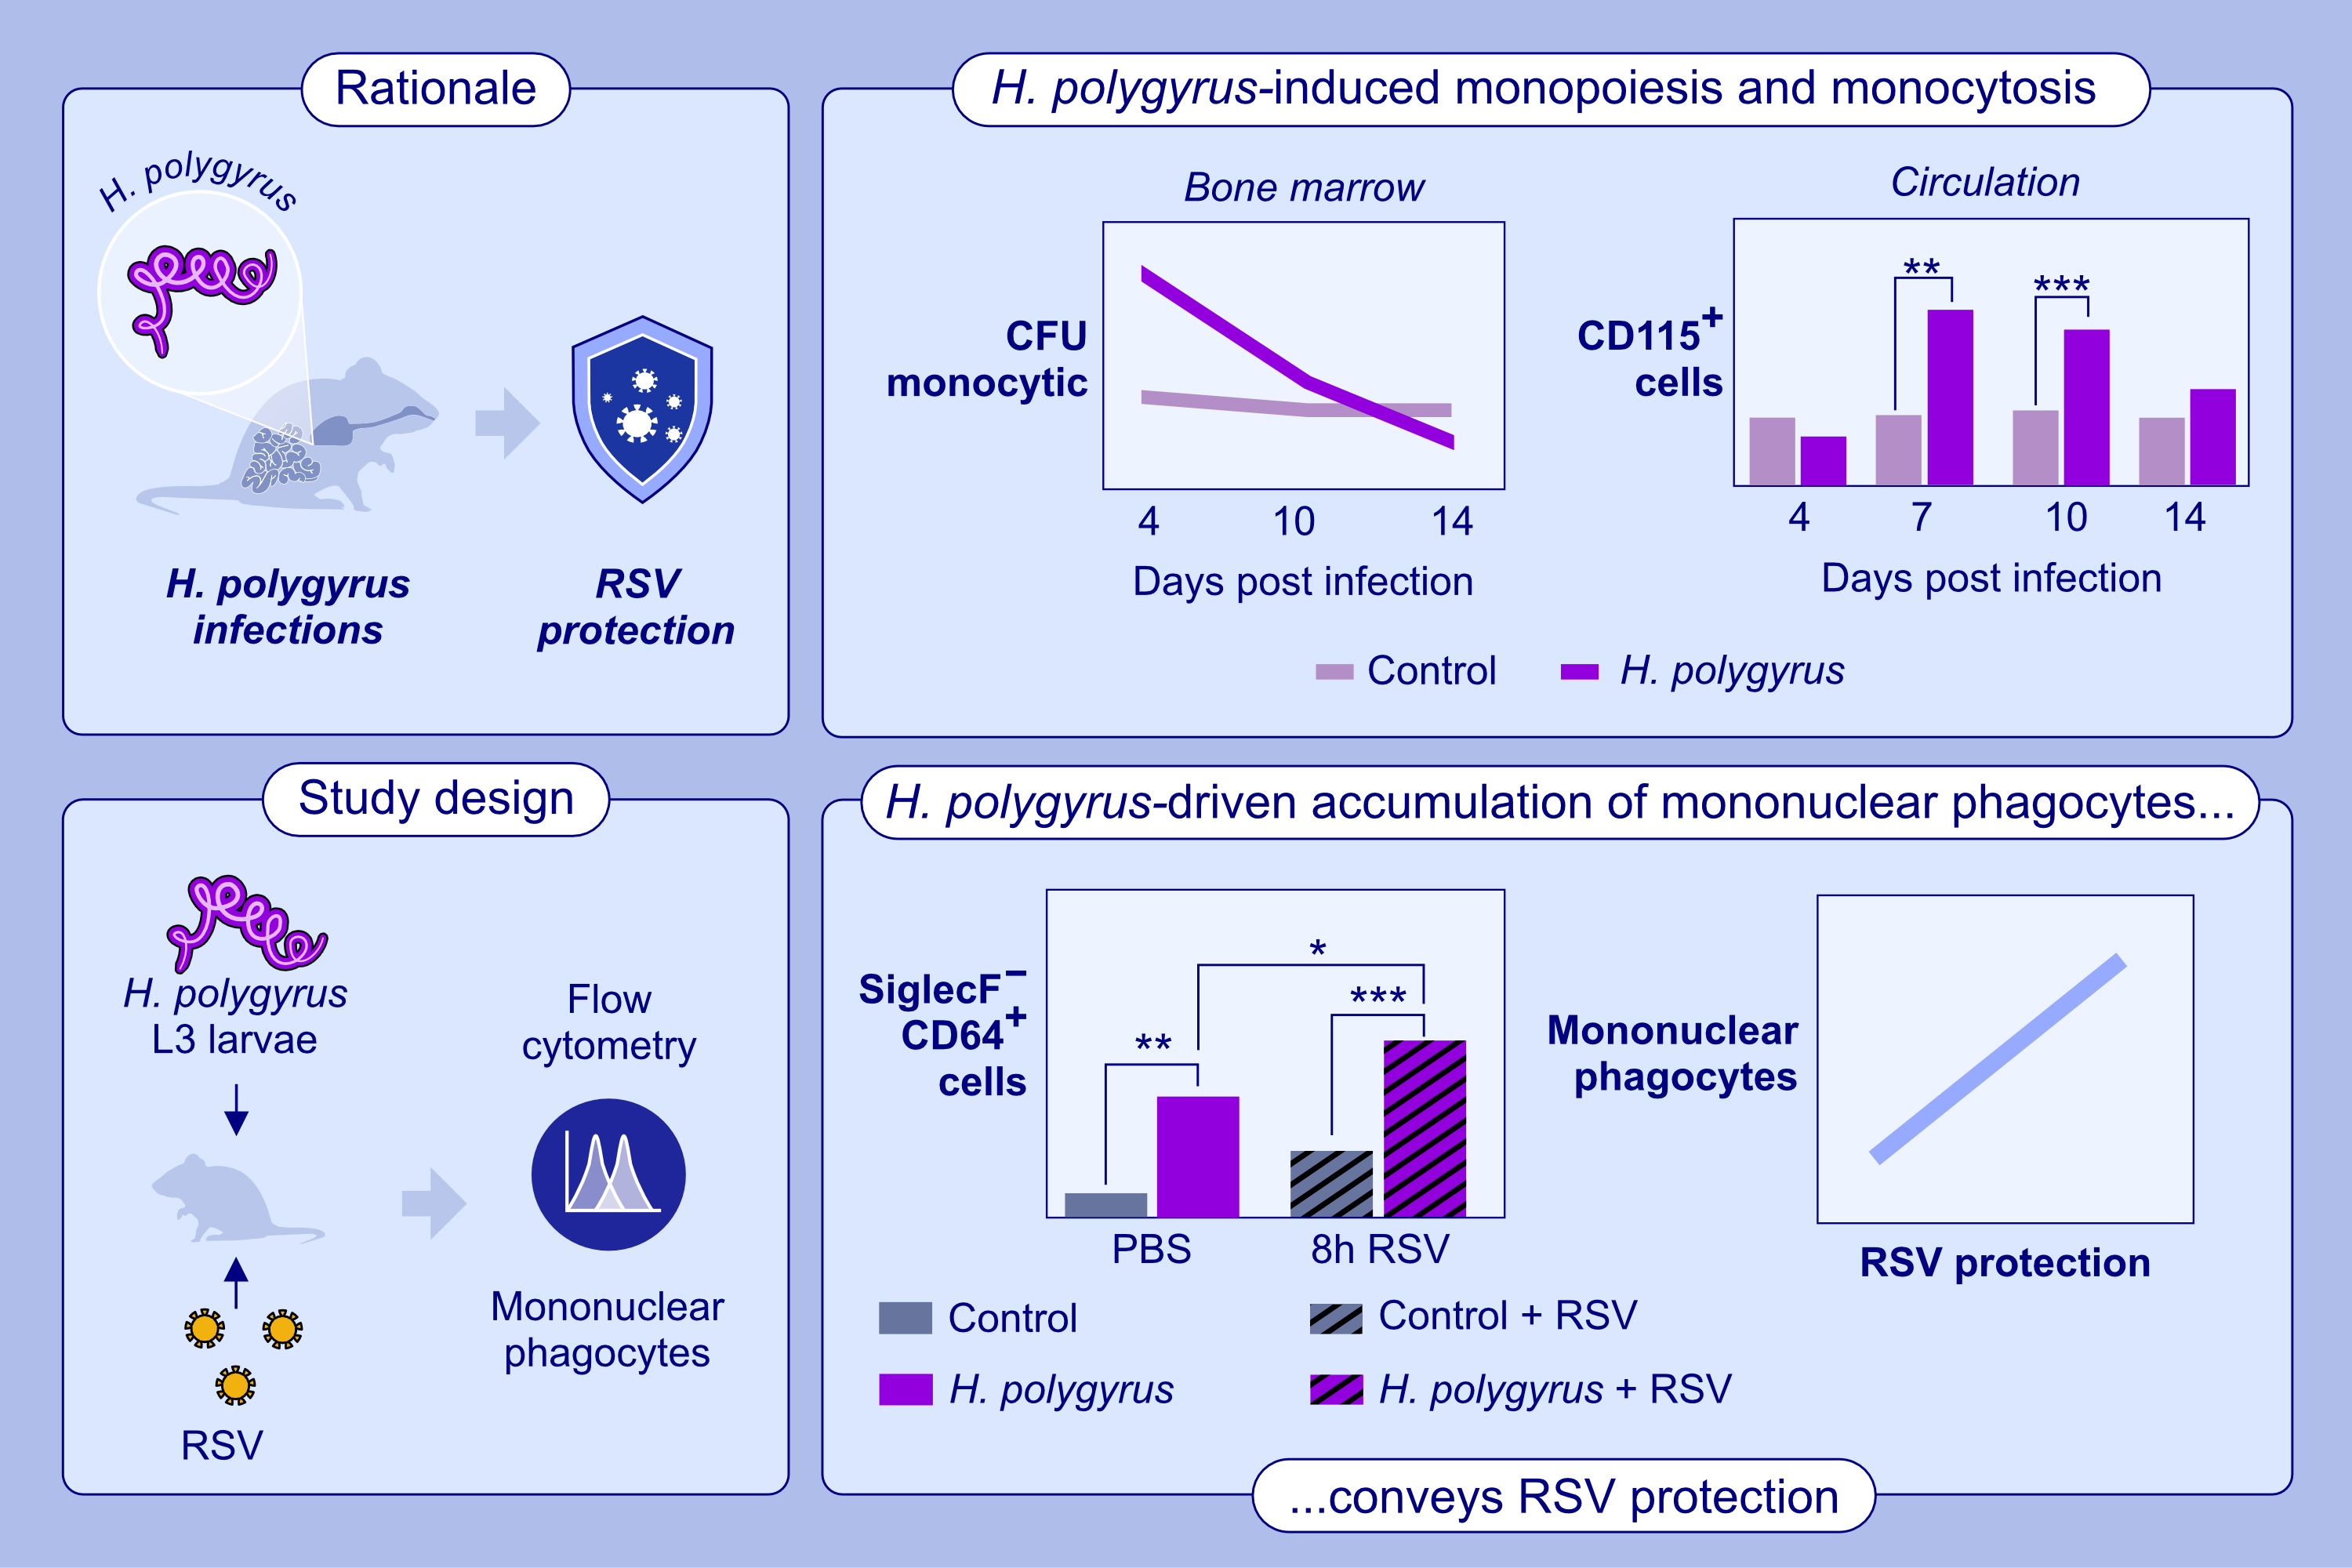 Rationale
H. polygyrus
H. polygyrus
infections
RSV
protection
H. polygyrus-induced monopoiesis and monocytosis
Bone marrow
CFU
monocytic
4 10 14
Days post infection
Circulation
** ***
CD115+
cells
4 7 10 14
Days post infection
Control
H. polygyrus
Study design
H. polygyrus
L3 larvae
RSV
Flow
cytometry
Mononuclear
phagocytes
H. polygyrus-driven accumulation of mononuclear phagocytes...
SiglecF−
CD64+
cells
*
***
**
PBS 8h RSV
Control
Control + RSV
H. polygyrus
H. polygyrus + RSV
Mononuclear
phagocytes
RSV protection
...conveys RSV protection